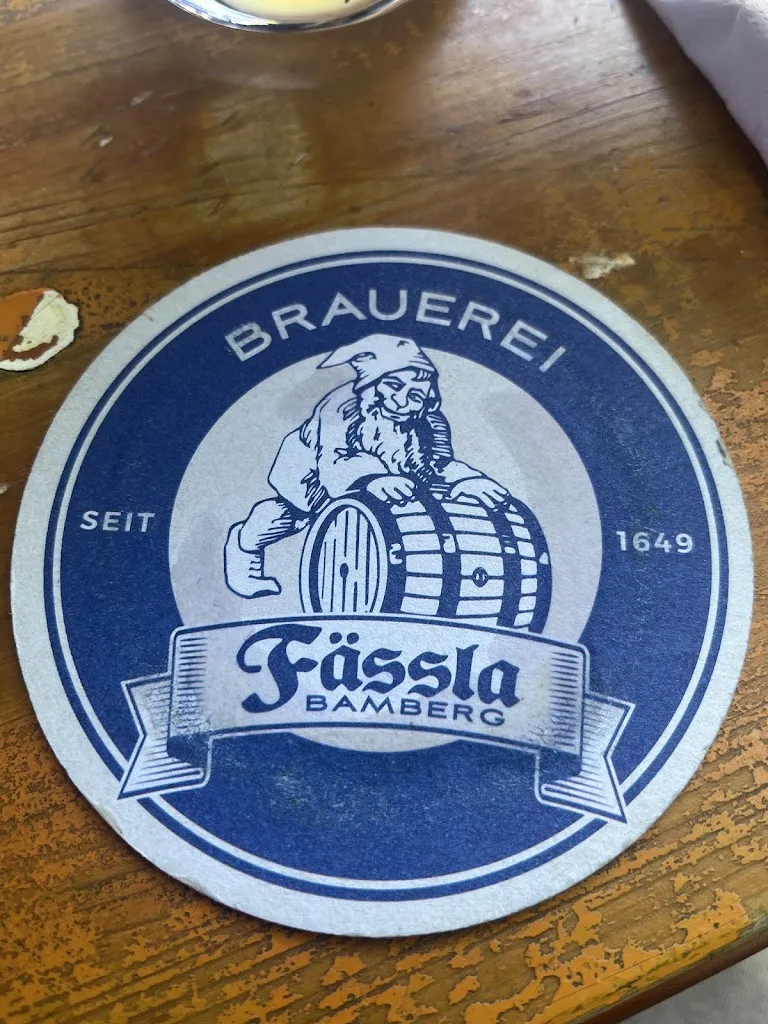 BRAUEREI
SEIT 1649
Fässla
BAMBERG